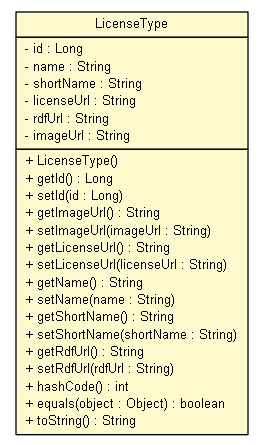 LicenseType
- id : Long
- name : String
- shortName : String
- licenseUrl : String
- rdfUrl : String
- imageUrl : String
+ LicenseType()
+ getId() : Long
+ setId(id : Long)
+ getImageUrl() : String
+ setImageUrl(imageUrl : String)
+ getLicenseUrl() : String
+ setLicenseUrl(licenseUrl : String)
+ getName() : String
+ setName(name : String)
+ getShortName() : String
+ setShortName(shortName : String)
+ getRdfUrl() : String
+ setRdfUrl(rdfUrl : String)
+ hashCode() : int
+ equals(object : Object) : boolean
+ toString() : String